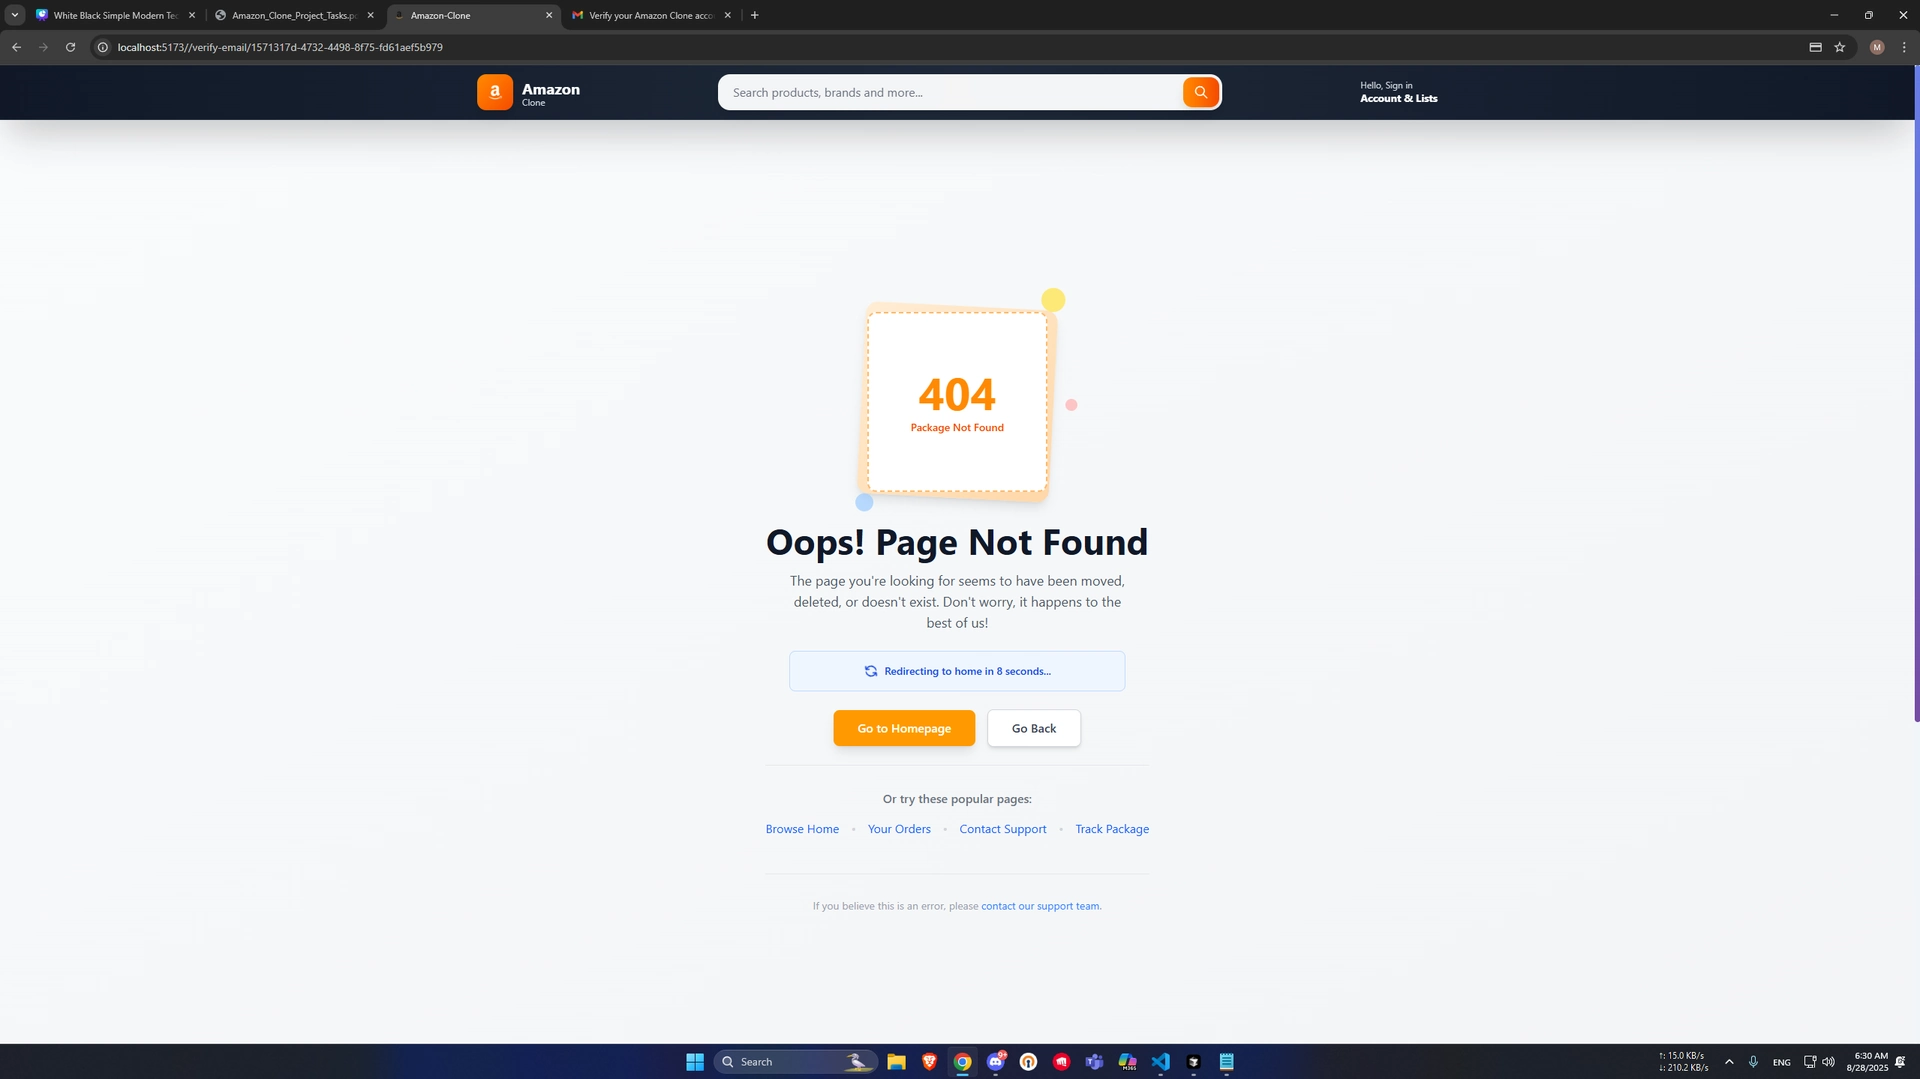 White Black Simple Modern Tec
Amazon_Clone_Project_Tasks.pd
Amazon-Clone
Verify your Amazon Clone acco
localhost:5173//verify-email/1571317d-4732-4498-8f75-fd61aef5b979
M
a
Amazon
Clone
Search products, brands and more...
Hello, Sign in
Account & Lists
404
Package Not Found
Oops! Page Not Found
The page you're looking for seems to have been moved,
deleted, or doesn't exist. Don't worry, it happens to the
best of us!
Redirecting to home in 8 seconds...
Go to Homepage
Go Back
Or try these popular pages:
Browse Home • Your Orders • Contact Support • Track Package
If you believe this is an error, please contact our support team.
Search
M365
↑: 15.0 KB/s
↓: 210.2 KB/s
ENG
6:30 AM
8/28/2025